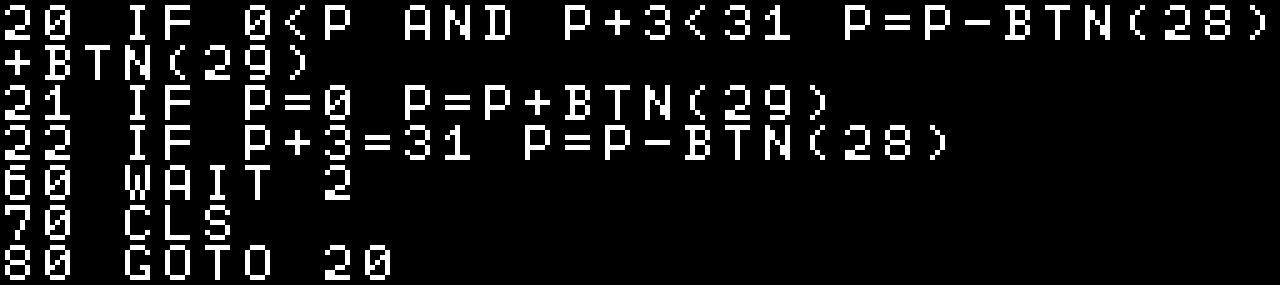 20 IF 0<P AND P+3<31 P=P-BTN(28)
+BTN(29)
21 IF P=0 P=P+BTN(29)
22 IF P+3=31 P=P-BTN(28)
60 WAIT 2
70 CLS
80 GOTO 20